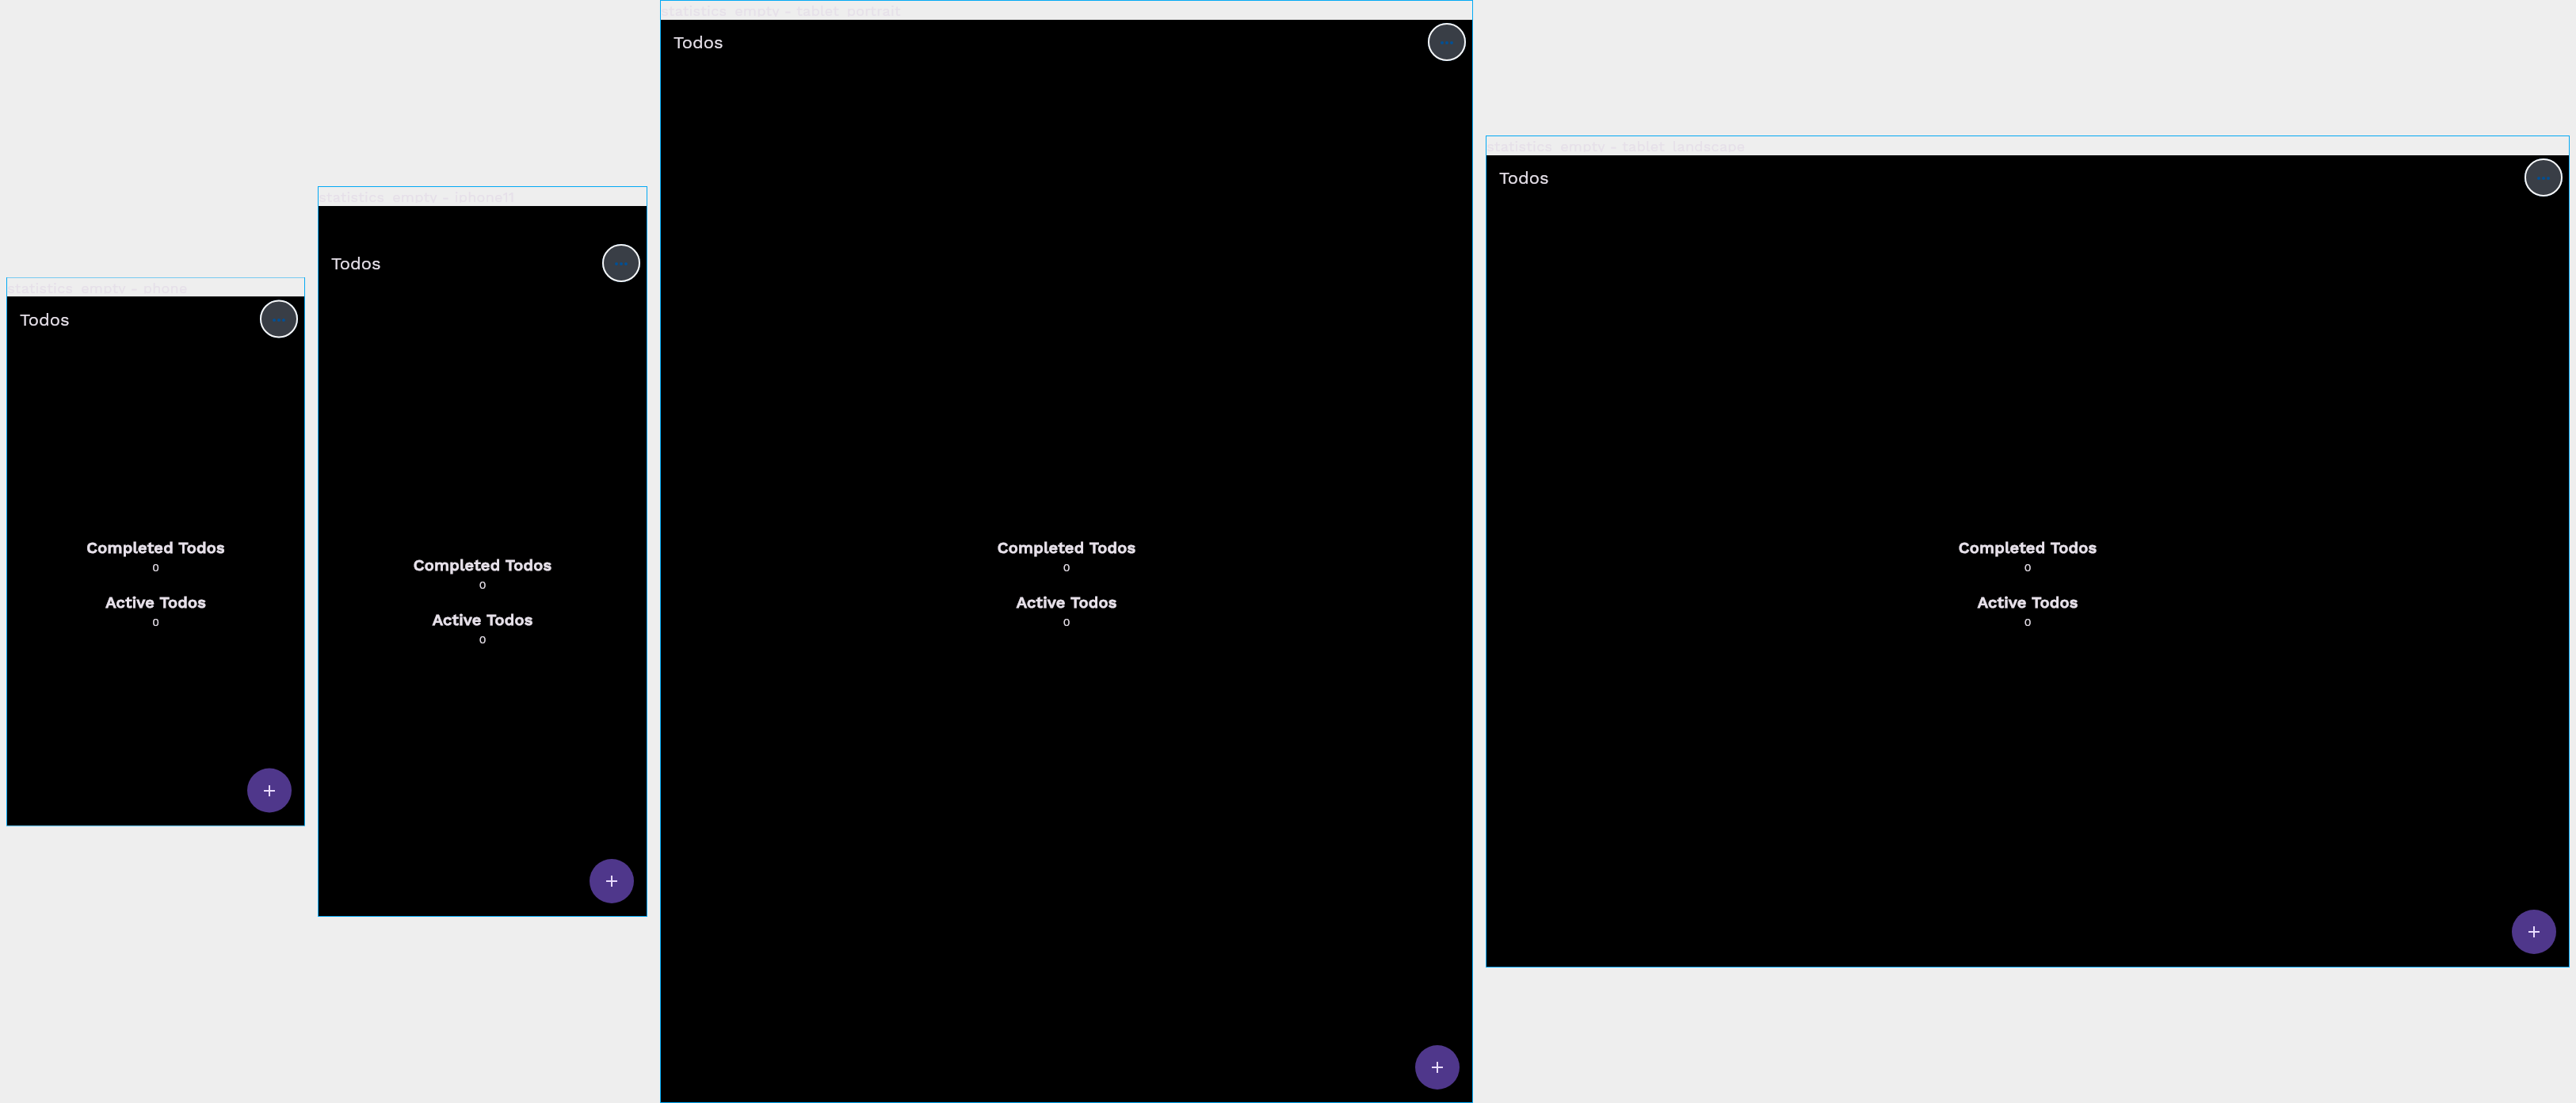 statistics_empty - phone
Todos
Completed Todos
0
Active Todos
0
statistics_empty - iphone11
Todos
Completed Todos
0
Active Todos
0
statistics_empty - tablet_portrait
Todos
Completed Todos
0
Active Todos
0
statistics_empty - tablet_landscape
Todos
Completed Todos
0
Active Todos
0